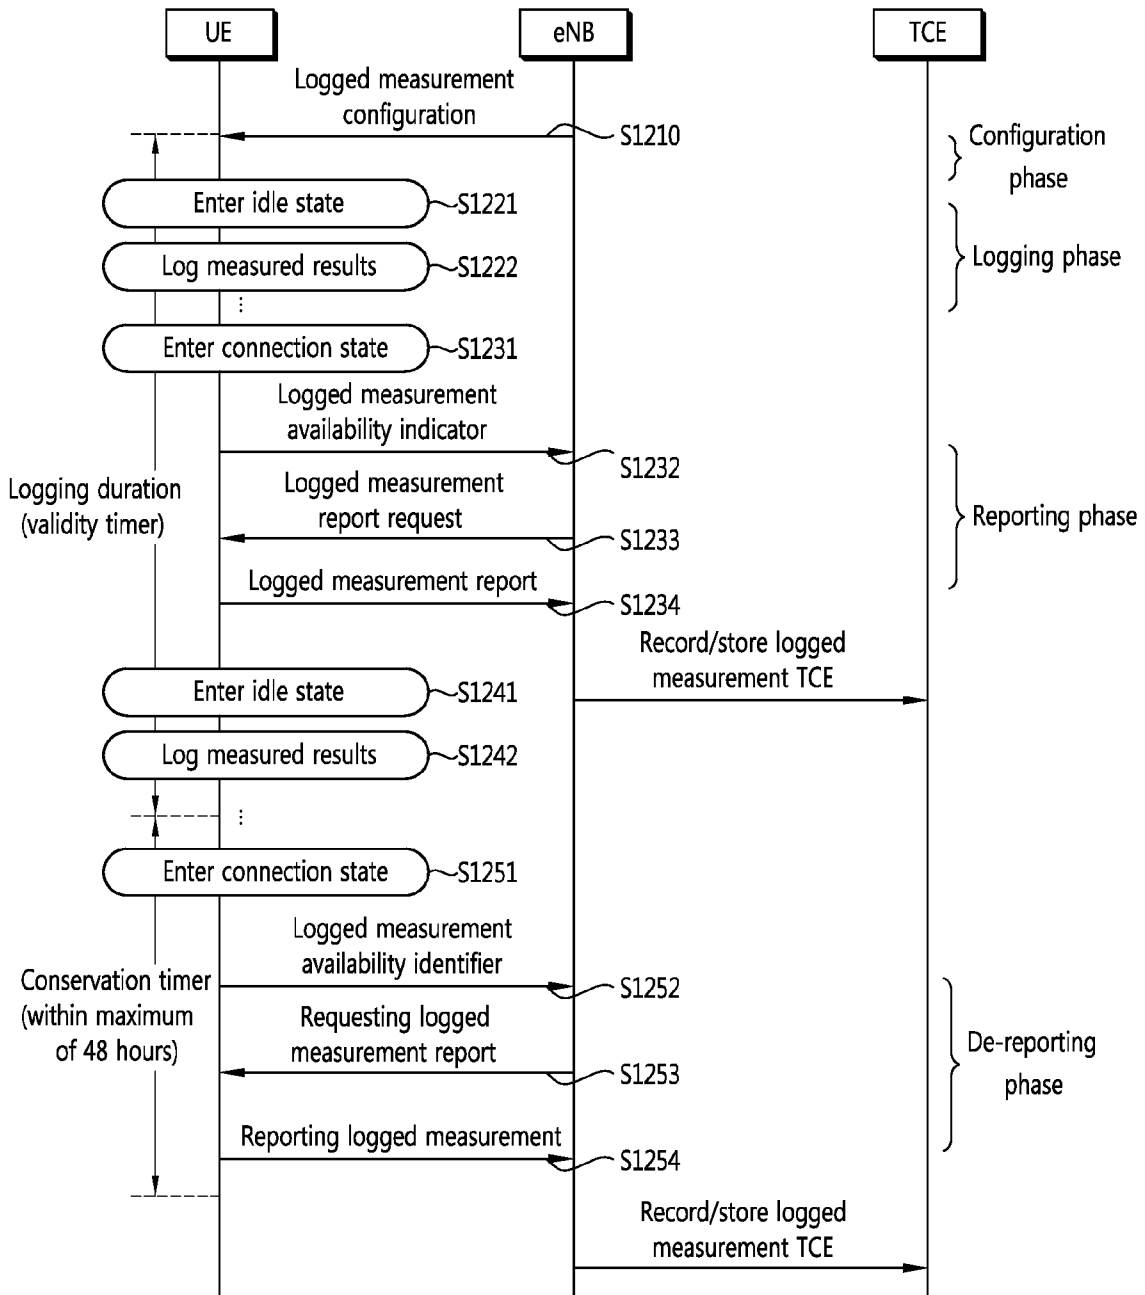 UE
eNB
TCE
Logged measurement
configuration
S1210
Configuration
phase
Enter idle state
S1221
Log measured results
S1222
Logging phase
...
Enter connection state
S1231
Logged measurement
availability indicator
S1232
Logging duration
(validity timer)
Logged measurement
report request
S1233
Reporting phase
Logged measurement report
S1234
Record/store logged
measurement TCE
Enter idle state
S1241
Log measured results
S1242
...
Enter connection state
S1251
Logged measurement
availability identifier
S1252
Conservation timer
(within maximum
of 48 hours)
Requesting logged
measurement report
S1253
De-reporting
phase
Reporting logged measurement
S1254
Record/store logged
measurement TCE